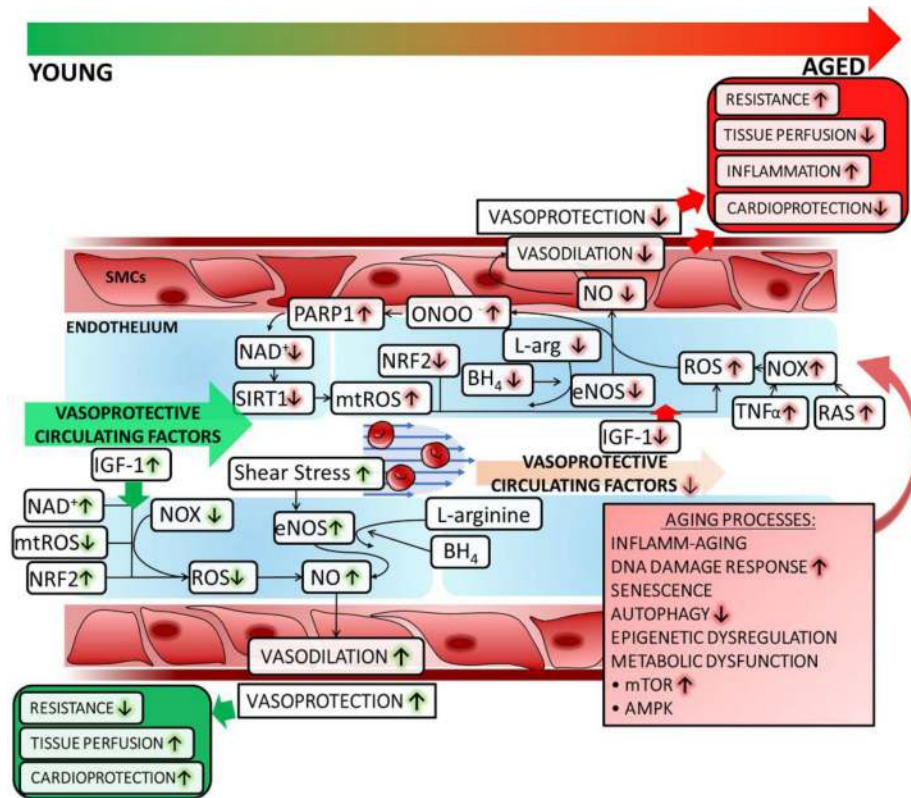 YOUNG
AGED
RESISTANCE ↑
TISSUE PERFUSION ↓
INFLAMMATION ↑
CARDIOPROTECTION ↓
VASOPROTECTION ↓
VASODILATION ↓
SMCs
NO ↓
ENDOTHELIUM
PARP1 ↑
ONOO⁻ ↑
L-arg ↓
NAD⁺ ↓
NRF2 ↓
BH₄ ↓
eNOS ↓
ROS ↑
NOX ↑
SIRT1 ↓
mtROS ↑
TNFα ↑
RAS ↑
IGF-1 ↓
VASOPROTECTIVE
CIRCULATING FACTORS
IGF-1 ↑
Shear Stress ↑
VASOPROTECTIVE
CIRCULATING FACTORS ↓
NAD⁺ ↑
NOX ↓
mtROS ↓
NRF2 ↑
ROS ↓
NO ↑
eNOS ↑
L-arginine
BH₄
AGING PROCESSES:
INFLAMM-AGING
DNA DAMAGE RESPONSE ↑
SENESCENCE
AUTOPHAGY ↓
EPIGENETIC DYSREGULATION
METABOLIC DYSFUNCTION
• mTOR ↑
• AMPK
VASODILATION ↑
VASOPROTECTION ↑
RESISTANCE ↓
TISSUE PERFUSION ↑
CARDIOPROTECTION ↑